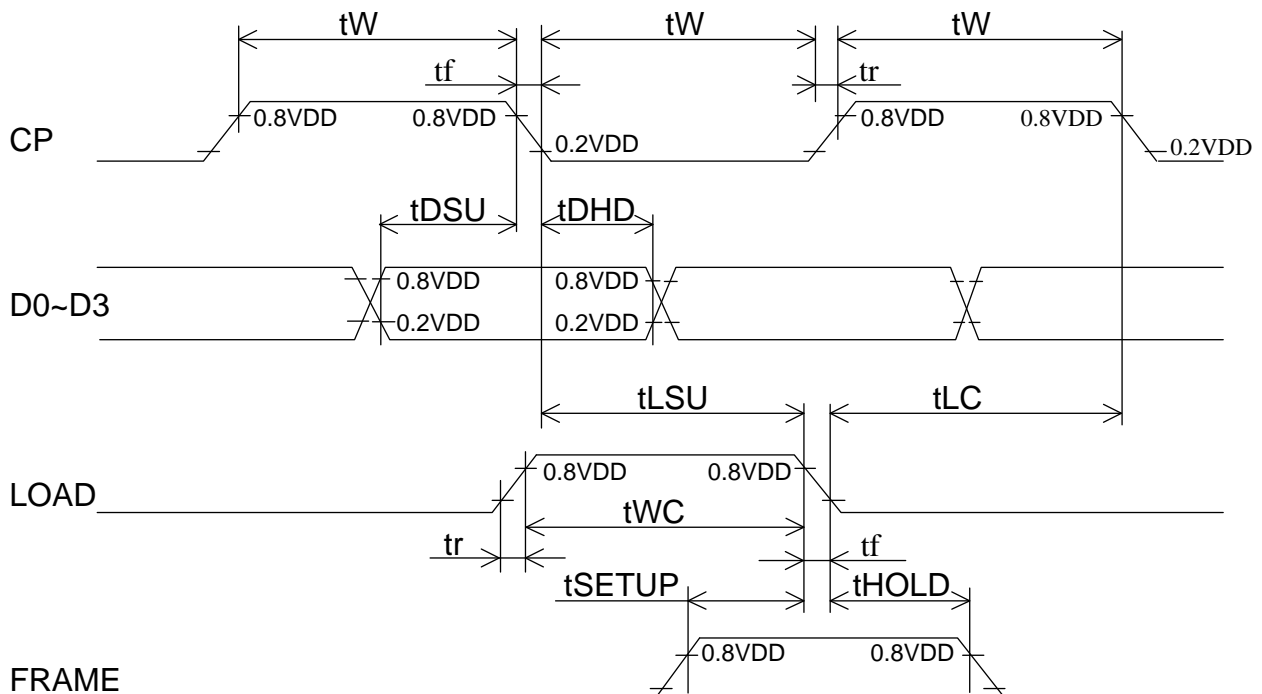 tW tW tW
tf tr
CP 0.8VDD 0.8VDD 0.2VDD 0.8VDD 0.8VDD 0.2VDD
tDSU tDHD
D0~D3 0.8VDD 0.8VDD
0.2VDD 0.2VDD
tLSU tLC
LOAD 0.8VDD 0.8VDD
tWC
tr tf
tSETUP tHOLD
FRAME 0.8VDD 0.8VDD